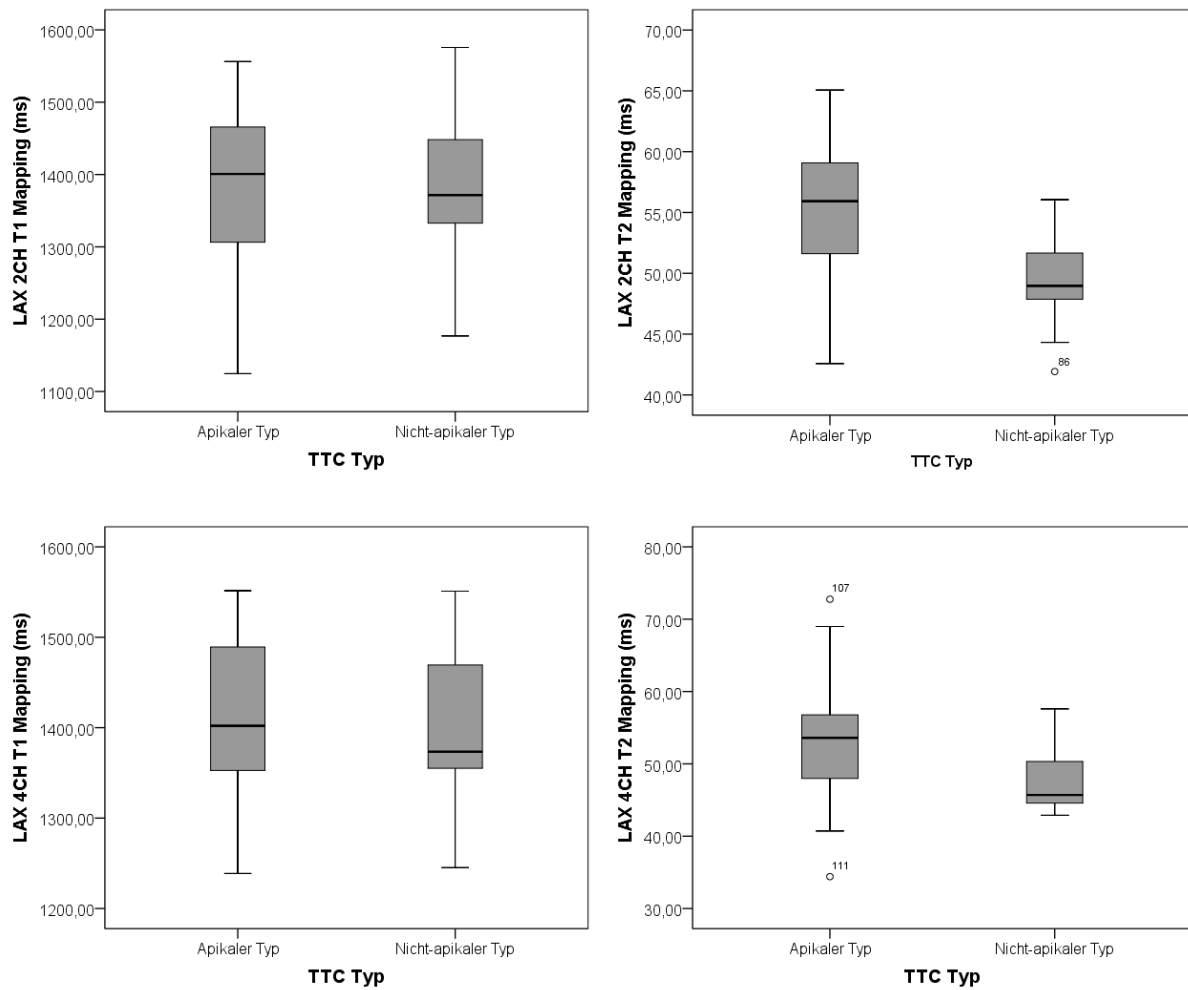 LAX 2CH T1 Mapping (ms)
1600,00
1500,00
1400,00
1300,00
1200,00
1100,00
Apikaler Typ
Nicht-apikaler Typ
TTC Typ
LAX 2CH T2 Mapping (ms)
70,00
65,00
60,00
55,00
50,00
45,00
40,00
86
Apikaler Typ
Nicht-apikaler Typ
TTC Typ
LAX 4CH T1 Mapping (ms)
1600,00
1500,00
1400,00
1300,00
1200,00
Apikaler Typ
Nicht-apikaler Typ
TTC Typ
LAX 4CH T2 Mapping (ms)
80,00
70,00
60,00
50,00
40,00
30,00
107
111
Apikaler Typ
Nicht-apikaler Typ
TTC Typ